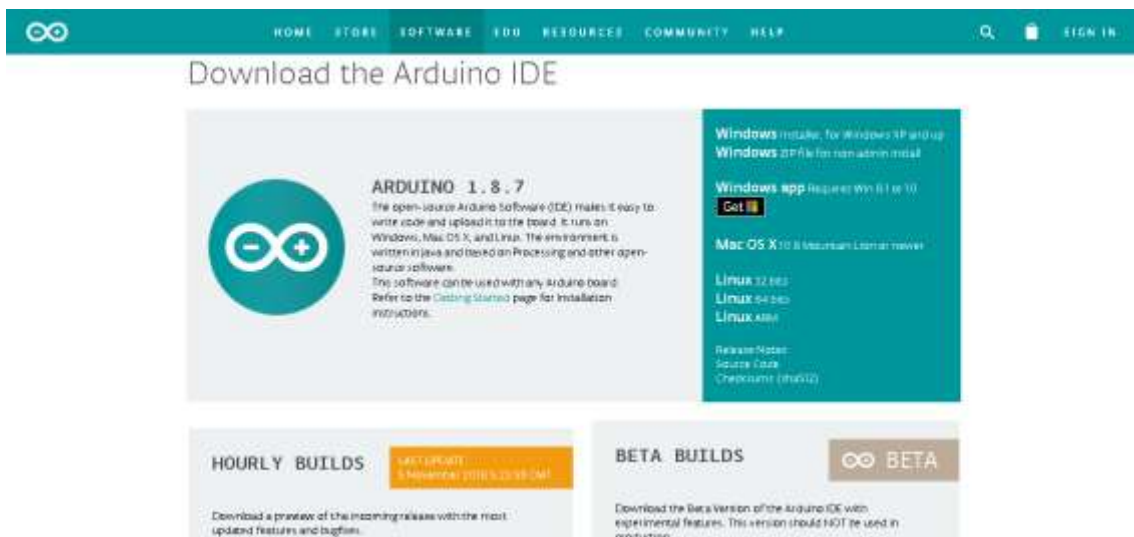 HOME STORE SOFTWARE EDU RESOURCES COMMUNITY HELP SIGN IN
Download the Arduino IDE
ARDUINO 1.8.7
The open-source Arduino Software (IDE) makes it easy to
write code and upload it to the board. It runs on
Windows, Mac OS X, and Linux. The environment is
written in Java and based on Processing and other open-
source software.
This software can be used with any Arduino board.
Refer to the Getting Started page for Installation
instructions.
Windows Installer, for Windows XP and up
Windows ZIP file for non admin install
Windows app Requires Win 8.1 or 10
Get
Mac OS X 10.8 Mountain Lion or newer
Linux 32 bits
Linux 64 bits
Linux ARM
Release Notes
Source Code
Checksums (sha512)
HOURLY BUILDS
LAST UPDATE
5 November 2018 GMT
Download a preview of the incoming release with the most
updated features and bugfixes.
BETA BUILDS
BETA
Download the Beta Version of the Arduino IDE with
experimental features. This version should NOT be used in
production.